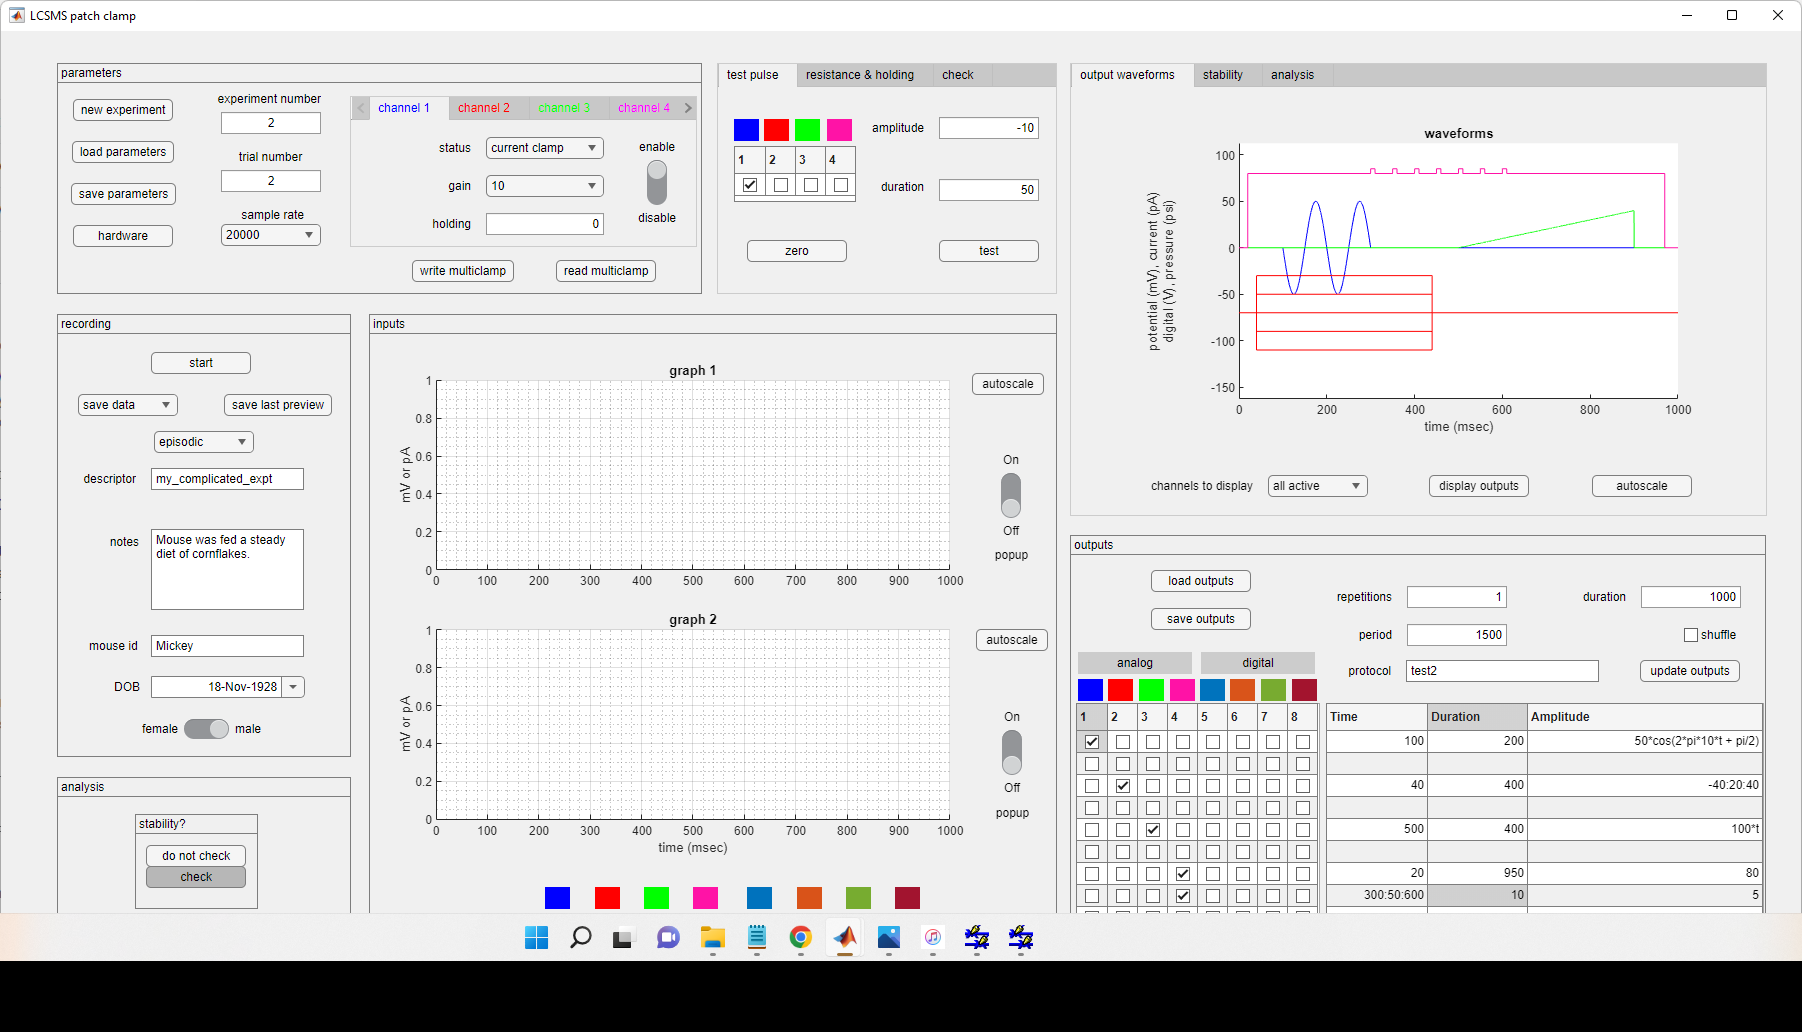 LCSMS patch clamp
parameters
new experiment
load parameters
save parameters
hardware
experiment number
2
trial number
2
sample rate
20000
channel 1 channel 2 channel 3 channel 4
status current clamp
gain 10
holding 0
enable
disable
write multiclamp read multiclamp
test pulse resistance & holding check
1 2 3 4
amplitude -10
duration 50
zero test
output waveforms stability analysis
waveforms
potential (mV), current (pA)
digital (V), pressure (psi)
100
50
0
-50
-100
-150
0 200 400 600 800 1000
time (msec)
channels to display all active display outputs autoscale
recording
start
save data save last preview
episodic
descriptor my_complicated_expt
notes Mouse was fed a steady
diet of cornflakes.
mouse id Mickey
DOB 18-Nov-1928
female male
analysis
stability?
do not check
check
inputs
graph 1
mV or pA
1
0.8
0.6
0.4
0.2
0
0 100 200 300 400 500 600 700 800 900 1000
autoscale
On
Off
popup
graph 2
mV or pA
1
0.8
0.6
0.4
0.2
0
0 100 200 300 400 500 600 700 800 900 1000
time (msec)
autoscale
On
Off
popup
outputs
load outputs
save outputs
repetitions 1
duration 1000
period 1500
shuffle
protocol test2
update outputs
analog digital
1 2 3 4 5 6 7 8
Time Duration Amplitude
100 200 50*cos(2*pi*10*t + pi/2)
40 400 -40:20:40
500 400 100*t
20 950 80
300:50:600 10 5